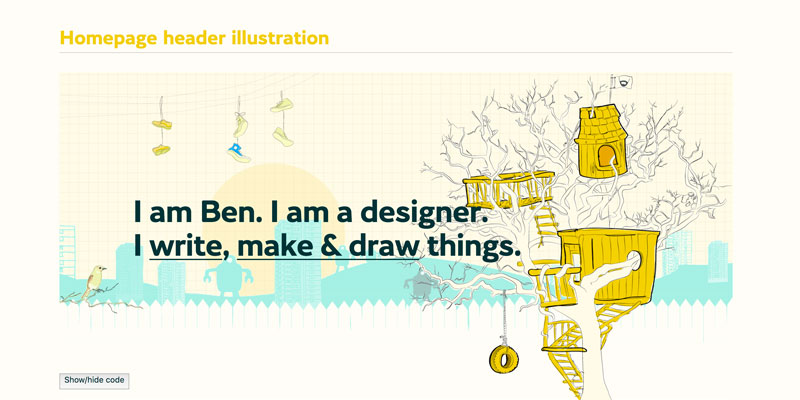 Homepage header illustration
I am Ben. I am a designer.
I write, make & draw things.
Show/hide code